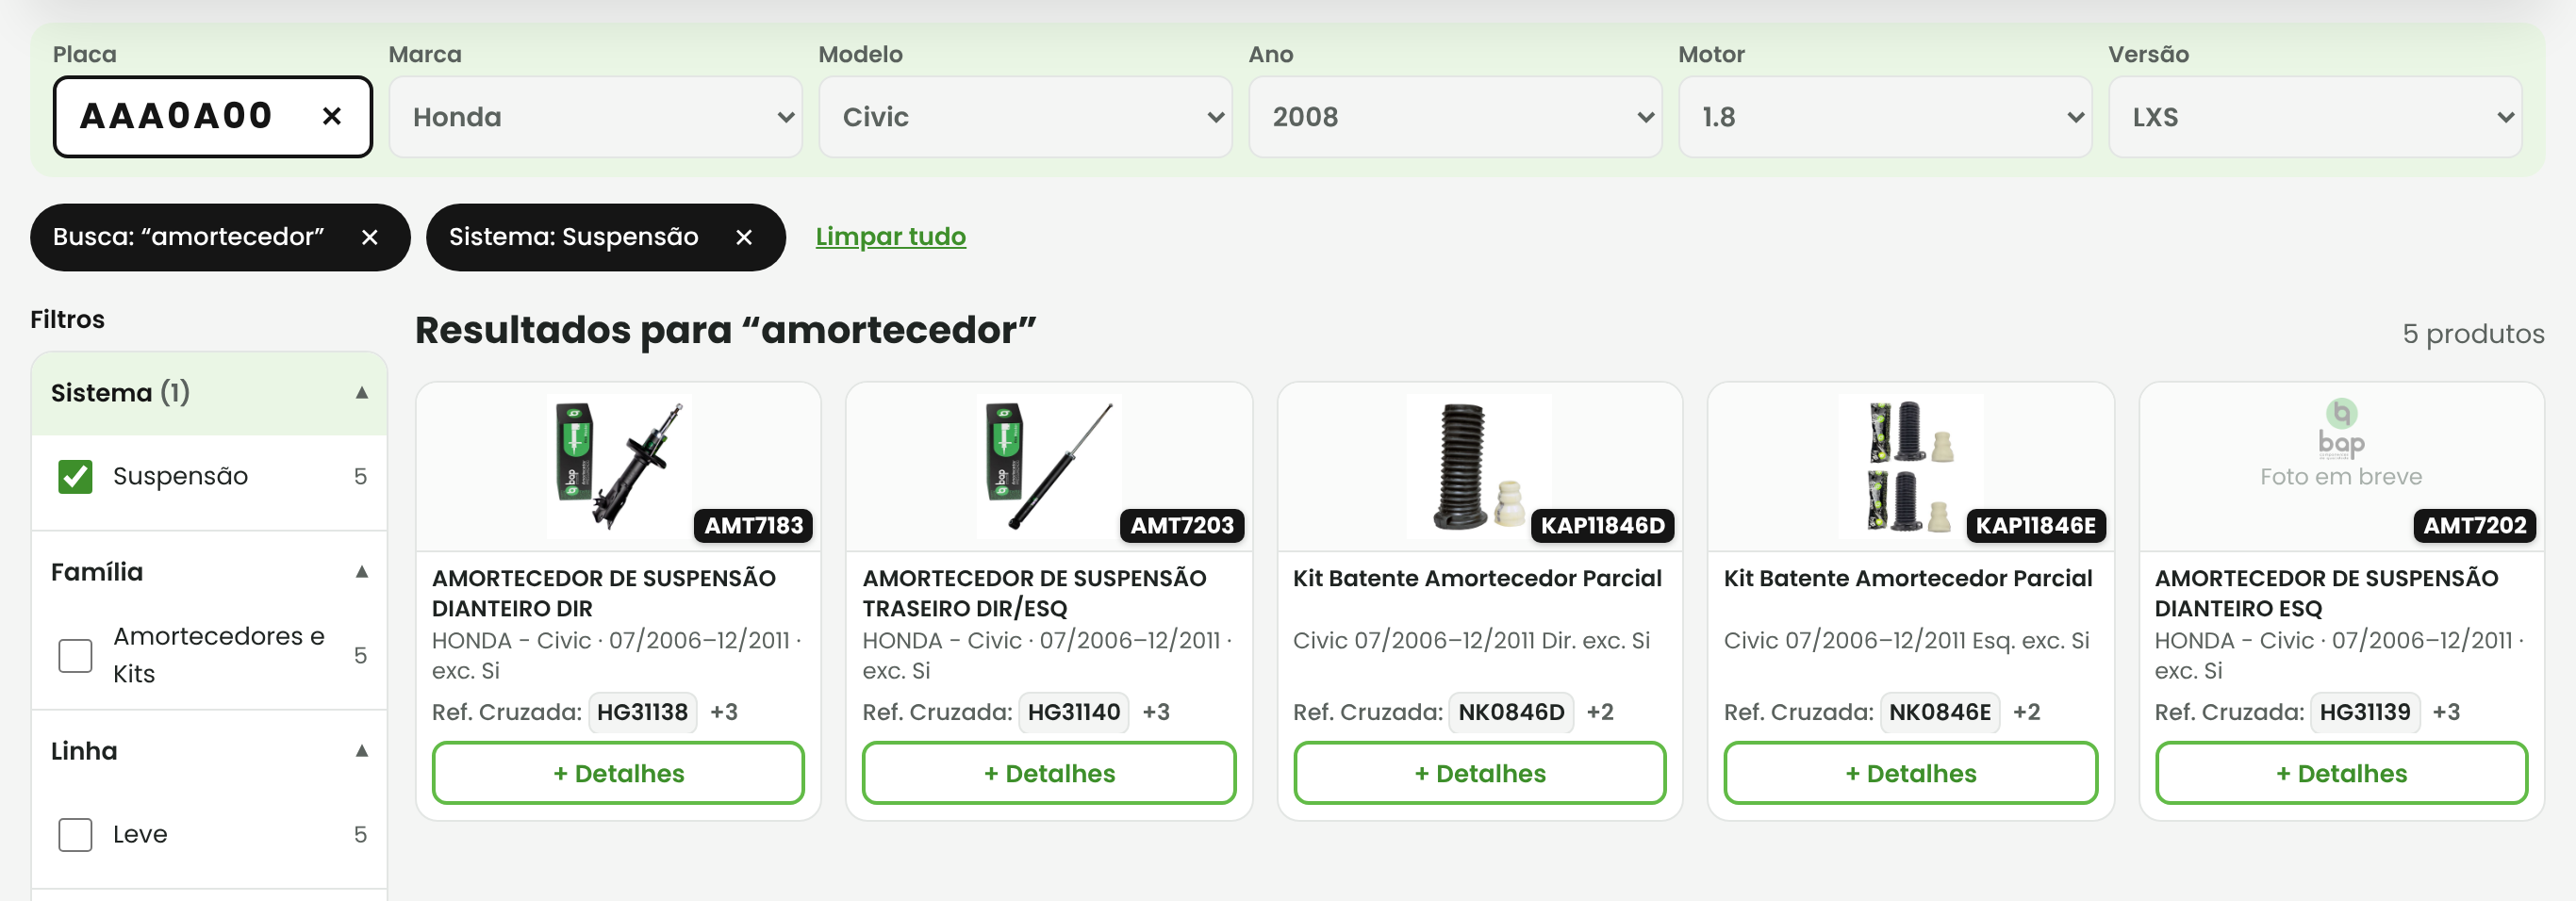 Placa
Marca
Modelo
Ano
Motor
Versão
AAA0A00 ✕
Honda
Civic
2008
1.8
LXS
Busca: “amortecedor” ✕
Sistema: Suspensão ✕
Limpar tudo
Filtros
Sistema (1) ▲
Suspensão 5
Família ▲
Amortecedores e
Kits 5
Linha ▲
Leve 5
Resultados para “amortecedor”
5 produtos
bap
AMT7183
AMORTECEDOR DE SUSPENSÃO
DIANTEIRO DIR
HONDA - Civic · 07/2006–12/2011 ·
exc. Si
Ref. Cruzada: HG31138 +3
+ Detalhes
bap
AMT7203
AMORTECEDOR DE SUSPENSÃO
TRASEIRO DIR/ESQ
HONDA - Civic · 07/2006–12/2011 ·
exc. Si
Ref. Cruzada: HG31140 +3
+ Detalhes
KAP11846D
Kit Batente Amortecedor Parcial
Civic 07/2006–12/2011 Dir. exc. Si
Ref. Cruzada: NK0846D +2
+ Detalhes
KAP11846E
Kit Batente Amortecedor Parcial
Civic 07/2006–12/2011 Esq. exc. Si
Ref. Cruzada: NK0846E +2
+ Detalhes
bap
Foto em breve
AMT7202
AMORTECEDOR DE SUSPENSÃO
DIANTEIRO ESQ
HONDA - Civic · 07/2006–12/2011 ·
exc. Si
Ref. Cruzada: HG31139 +3
+ Detalhes